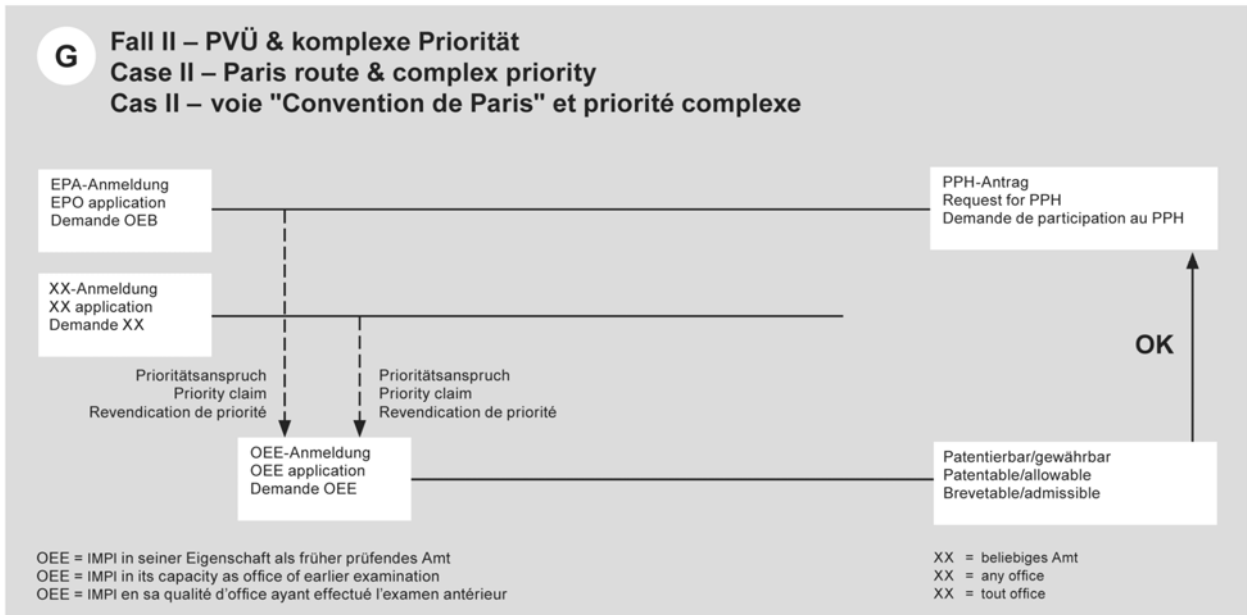 G
Fall II – PVÜ & komplexe Priorität
Case II – Paris route & complex priority
Cas II – voie "Convention de Paris" et priorité complexe
EPA-Anmeldung
EPO application
Demande OEB
PPH-Antrag
Request for PPH
Demande de participation au PPH
XX-Anmeldung
XX application
Demande XX
OK
Prioritätsanspruch
Priority claim
Revendication de priorité
Prioritätsanspruch
Priority claim
Revendication de priorité
OEE-Anmeldung
OEE application
Demande OEE
Patentierbar/gewährbar
Patentable/allowable
Brevetable/admissible
OEE = IMPI in seiner Eigenschaft als früher prüfendes Amt
OEE = IMPI in its capacity as office of earlier examination
OEE = IMPI en sa qualité d'office ayant effectué l'examen antérieur
XX = beliebiges Amt
XX = any office
XX = tout office